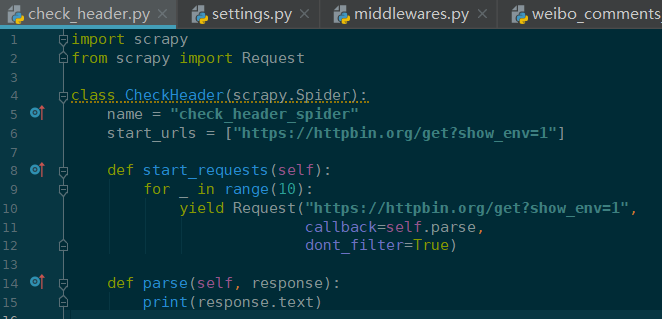 check_header.py × settings.py × middlewares.py × weibo_comments_
1 import scrapy
2 from scrapy import Request
3
4 class CheckHeader(scrapy.Spider):
5     name = "check_header_spider"
6     start_urls = ["https://httpbin.org/get?show_env=1"]
7
8     def start_requests(self):
9         for _ in range(10):
10             yield Request("https://httpbin.org/get?show_env=1",
11                           callback=self.parse,
12                           dont_filter=True)
13
14     def parse(self, response):
15         print(response.text)